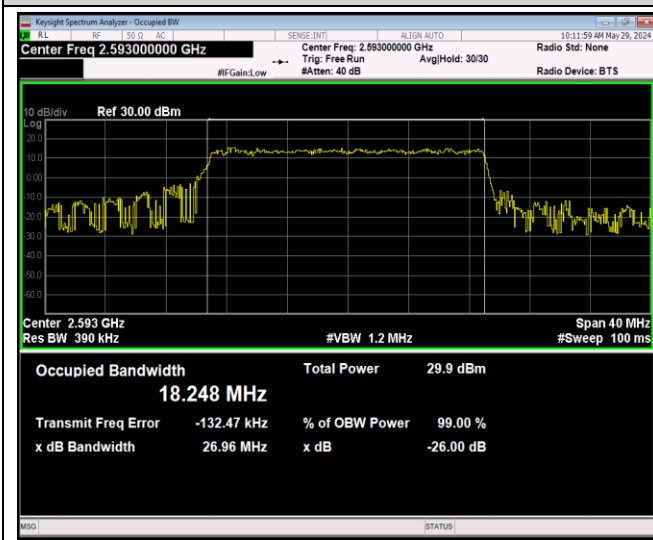 Keysight Spectrum Analyzer - Occupied BW
RL RF 50 Ω AC SENSE:INT ALIGN AUTO 10:11:59 AM May 29, 2024
Center Freq 2.593000000 GHz Center Freq: 2.593000000 GHz Radio Std: None
Trig: Free Run Avg|Hold: 30/30
#IFGain:Low #Atten: 40 dB Radio Device: BTS
10 dB/div Ref 30.00 dBm
Log
20.0
10.0
0.00
-10.0
-20.0
-30.0
-40.0
-50.0
-60.0
Center 2.593 GHz Span 40 MHz
Res BW 390 kHz #VBW 1.2 MHz #Sweep 100 ms
Occupied Bandwidth Total Power 29.9 dBm
18.248 MHz
Transmit Freq Error -132.47 kHz % of OBW Power 99.00 %
x dB Bandwidth 26.96 MHz x dB -26.00 dB
MSG STATUS